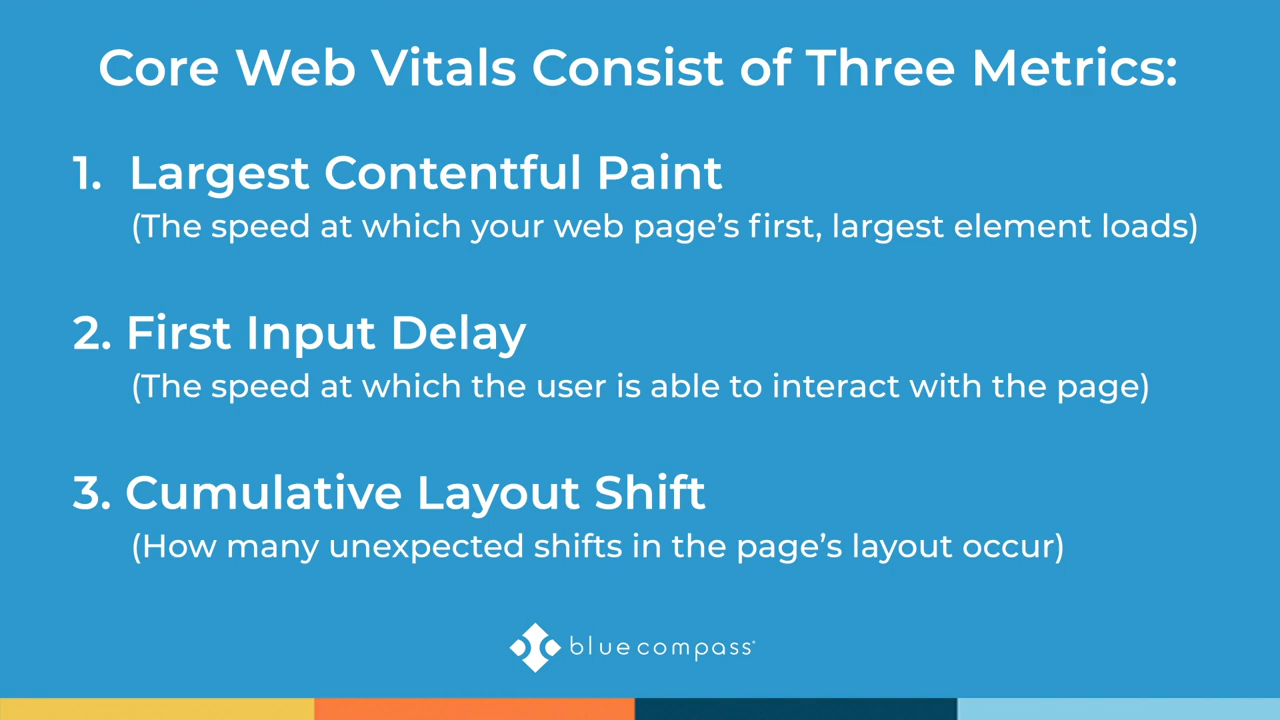 Core Web Vitals Consist of Three Metrics:
1. Largest Contentful Paint
(The speed at which your web page’s first, largest element loads)
2. First Input Delay
(The speed at which the user is able to interact with the page)
3. Cumulative Layout Shift
(How many unexpected shifts in the page’s layout occur)
blue compass